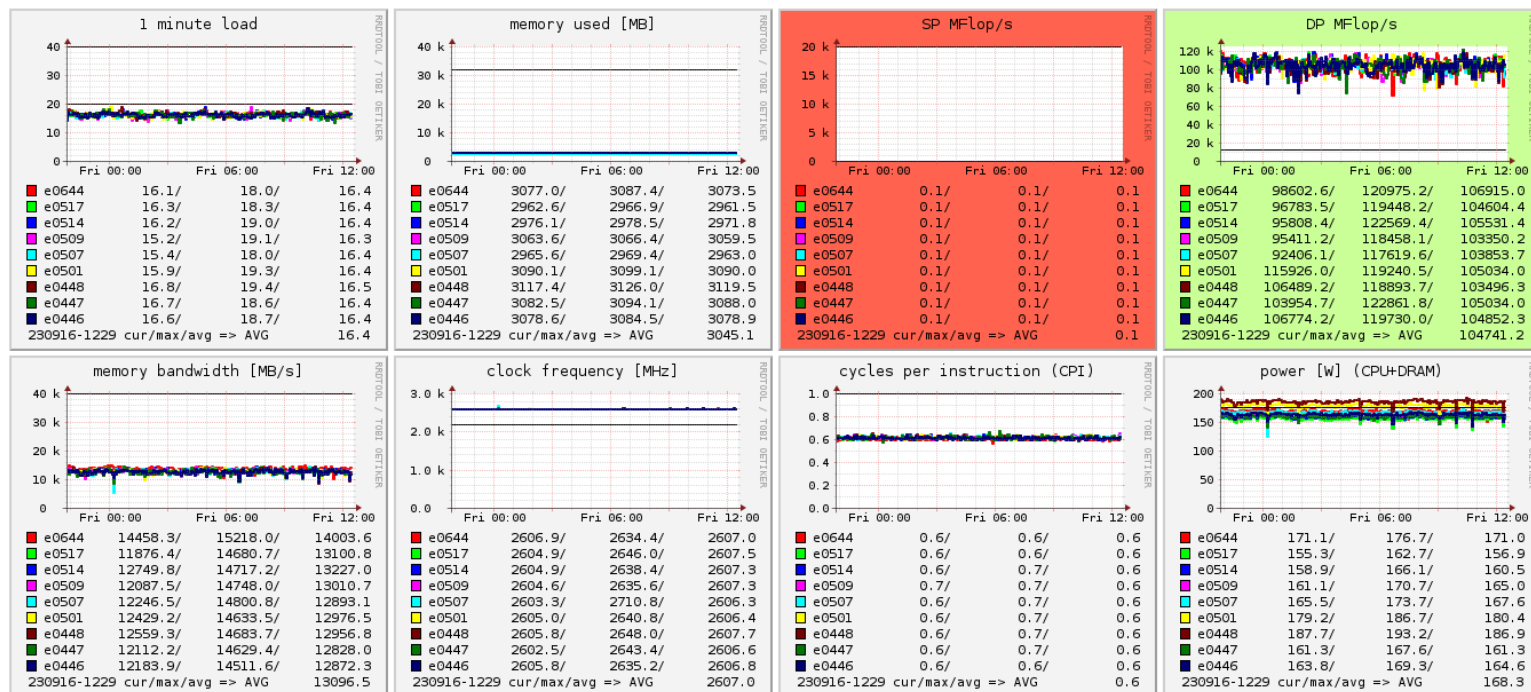 1 minute load
40
30
20
10
0
Fri 00:00 Fri 06:00 Fri 12:00
RRDTOOL / TOBI OETIKER
e0644 16.1/ 18.0/ 16.4
e0517 16.3/ 18.3/ 16.4
e0514 16.2/ 19.0/ 16.4
e0509 15.2/ 19.1/ 16.3
e0507 15.4/ 18.0/ 16.4
e0501 15.9/ 19.3/ 16.4
e0448 16.8/ 19.4/ 16.5
e0447 16.7/ 18.6/ 16.4
e0446 16.6/ 18.7/ 16.4
230916-1229 cur/max/avg => AVG 16.4
memory used [MB]
40 k
30 k
20 k
10 k
0
Fri 00:00 Fri 06:00 Fri 12:00
RRDTOOL / TOBI OETIKER
e0644 3077.0/ 3087.4/ 3073.5
e0517 2962.6/ 2966.9/ 2961.5
e0514 2976.1/ 2978.5/ 2971.8
e0509 3063.6/ 3066.4/ 3059.5
e0507 2965.6/ 2969.4/ 2963.0
e0501 3090.1/ 3099.1/ 3090.0
e0448 3117.4/ 3126.0/ 3119.5
e0447 3082.5/ 3094.1/ 3088.0
e0446 3078.6/ 3084.5/ 3078.9
230916-1229 cur/max/avg => AVG 3045.1
SP MFlop/s
20 k
15 k
10 k
5 k
0
Fri 00:00 Fri 06:00 Fri 12:00
RRDTOOL / TOBI OETIKER
e0644 0.1/ 0.1/ 0.1
e0517 0.1/ 0.1/ 0.1
e0514 0.1/ 0.1/ 0.1
e0509 0.1/ 0.1/ 0.1
e0507 0.1/ 0.1/ 0.1
e0501 0.1/ 0.1/ 0.1
e0448 0.1/ 0.1/ 0.1
e0447 0.1/ 0.1/ 0.1
e0446 0.1/ 0.1/ 0.1
230916-1229 cur/max/avg => AVG 0.1
DP MFlop/s
120 k
100 k
80 k
60 k
40 k
20 k
0
Fri 00:00 Fri 06:00 Fri 12:00
e0644 98602.6/ 120975.2/ 106915.0
e0517 96783.5/ 119448.2/ 104604.4
e0514 95808.4/ 122569.4/ 105531.4
e0509 95411.2/ 118458.1/ 103350.2
e0507 92406.1/ 117619.6/ 103853.7
e0501 115926.0/ 119240.5/ 105034.0
e0448 106489.2/ 118893.7/ 103496.3
e0447 103954.7/ 122861.8/ 105034.0
e0446 106774.2/ 119730.0/ 104852.3
230916-1229 cur/max/avg => AVG 104741.2
memory bandwidth [MB/s]
40 k
30 k
20 k
10 k
0
Fri 00:00 Fri 06:00 Fri 12:00
RRDTOOL / TOBI OETIKER
e0644 14458.3/ 15218.0/ 14003.6
e0517 11876.4/ 14680.7/ 13100.8
e0514 12749.8/ 14717.2/ 13227.0
e0509 12087.5/ 14748.0/ 13010.7
e0507 12246.5/ 14800.8/ 12893.1
e0501 12429.2/ 14633.5/ 12976.5
e0448 12559.3/ 14683.7/ 12956.8
e0447 12112.2/ 14629.4/ 12828.0
e0446 12183.9/ 14511.6/ 12872.3
230916-1229 cur/max/avg => AVG 13096.5
clock frequency [MHz]
3.0 k
2.0 k
1.0 k
0.0
Fri 00:00 Fri 06:00 Fri 12:00
RRDTOOL / TOBI OETIKER
e0644 2606.9/ 2634.4/ 2607.0
e0517 2604.9/ 2646.0/ 2607.5
e0514 2604.9/ 2638.4/ 2607.3
e0509 2604.6/ 2635.6/ 2607.3
e0507 2603.3/ 2710.8/ 2606.3
e0501 2605.0/ 2640.8/ 2606.4
e0448 2605.8/ 2648.0/ 2607.7
e0447 2602.5/ 2643.4/ 2606.6
e0446 2605.8/ 2635.2/ 2606.8
230916-1229 cur/max/avg => AVG 2607.0
cycles per instruction (CPI)
1.0
0.8
0.6
0.4
0.2
0.0
Fri 00:00 Fri 06:00 Fri 12:00
RRDTOOL / TOBI OETIKER
e0644 0.6/ 0.6/ 0.6
e0517 0.6/ 0.7/ 0.6
e0514 0.6/ 0.7/ 0.6
e0509 0.7/ 0.7/ 0.6
e0507 0.6/ 0.7/ 0.6
e0501 0.6/ 0.7/ 0.6
e0448 0.6/ 0.6/ 0.6
e0447 0.6/ 0.7/ 0.6
e0446 0.6/ 0.6/ 0.6
230916-1229 cur/max/avg => AVG 0.6
power [W] (CPU+DRAM)
200
150
100
50
0
Fri 00:00 Fri 06:00 Fri 12:00
e0644 171.1/ 176.7/ 171.0
e0517 155.3/ 162.7/ 156.9
e0514 158.9/ 166.1/ 160.5
e0509 161.1/ 170.7/ 165.0
e0507 165.5/ 173.7/ 167.6
e0501 179.2/ 186.7/ 180.4
e0448 187.7/ 193.2/ 186.9
e0447 161.3/ 167.6/ 161.3
e0446 163.8/ 169.3/ 164.6
230916-1229 cur/max/avg => AVG 168.3